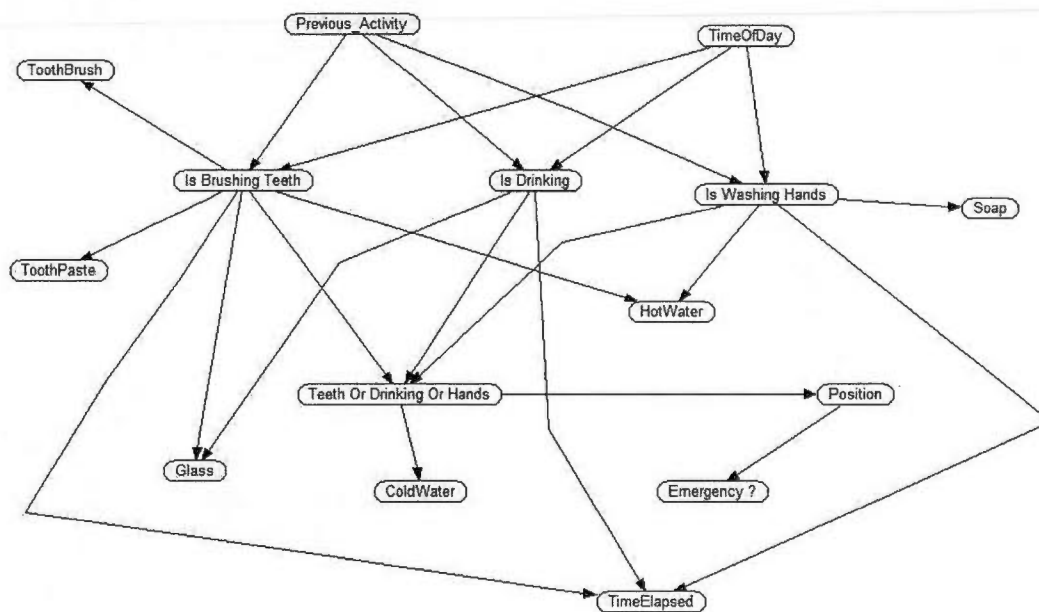 Previous_Activity
TimeOfDay
ToothBrush
Is Brushing Teeth
Is Drinking
Is Washing Hands
Soap
ToothPaste
HotWater
Teeth Or Drinking Or Hands
Position
Glass
ColdWater
Emergency ?
TimeElapsed